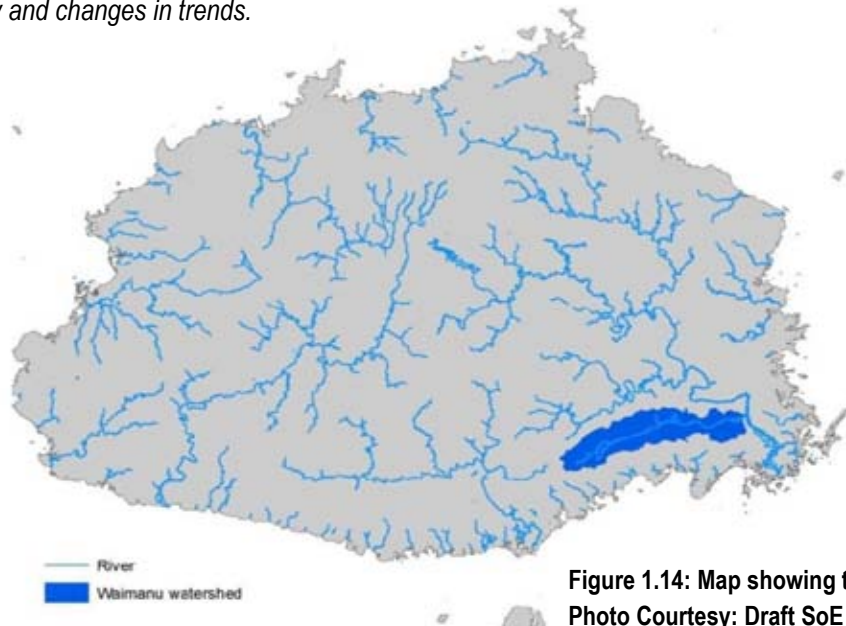 and changes in trends.
River
Waimanu watershed
Figure 1.14: Map showing
Photo Courtesy: Draft SoE